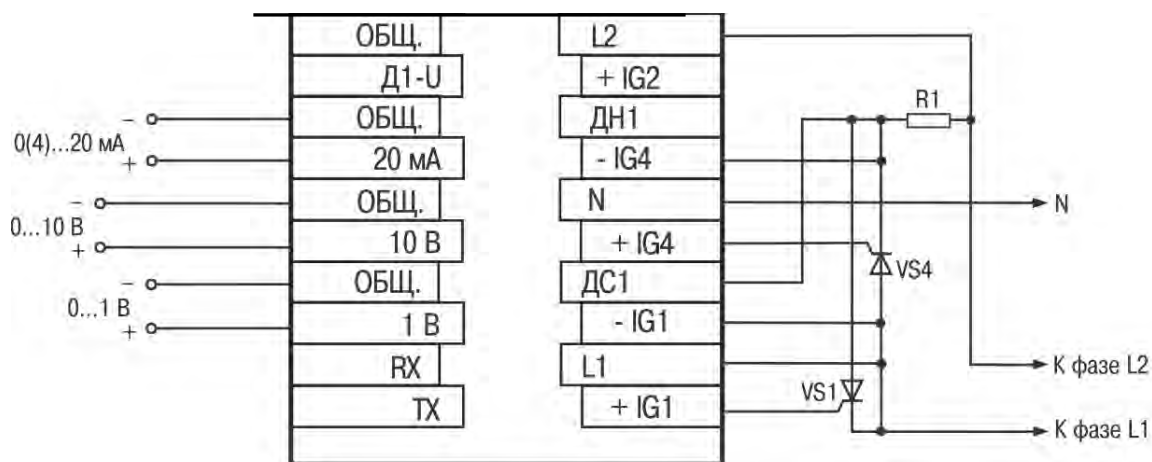 ОБЩ.
Д1-U
ОБЩ.
20 мА
ОБЩ.
10 В
ОБЩ.
1 В
RX
TX
− 
0(4)...20 мА
+
−
0...10 В
+
−
0...1 В
+
L2
+ IG2
ДН1
- IG4
N
+ IG4
ДС1
- IG1
L1
+ IG1
R1
N
VS4
К фазе L2
VS1
К фазе L1